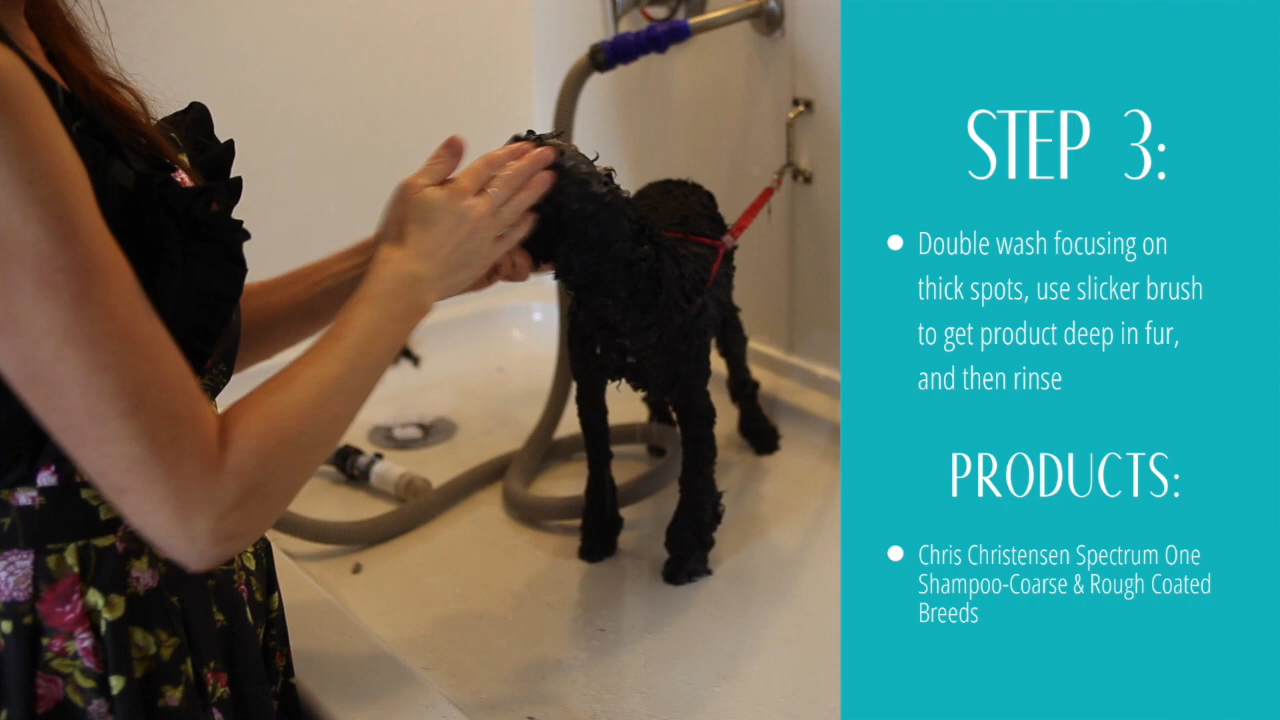 STEP 3:
Double wash focusing on
thick spots, use slicker brush
to get product deep in fur,
and then rinse
PRODUCTS:
Chris Christensen Spectrum One
Shampoo-Coarse & Rough Coated
Breeds